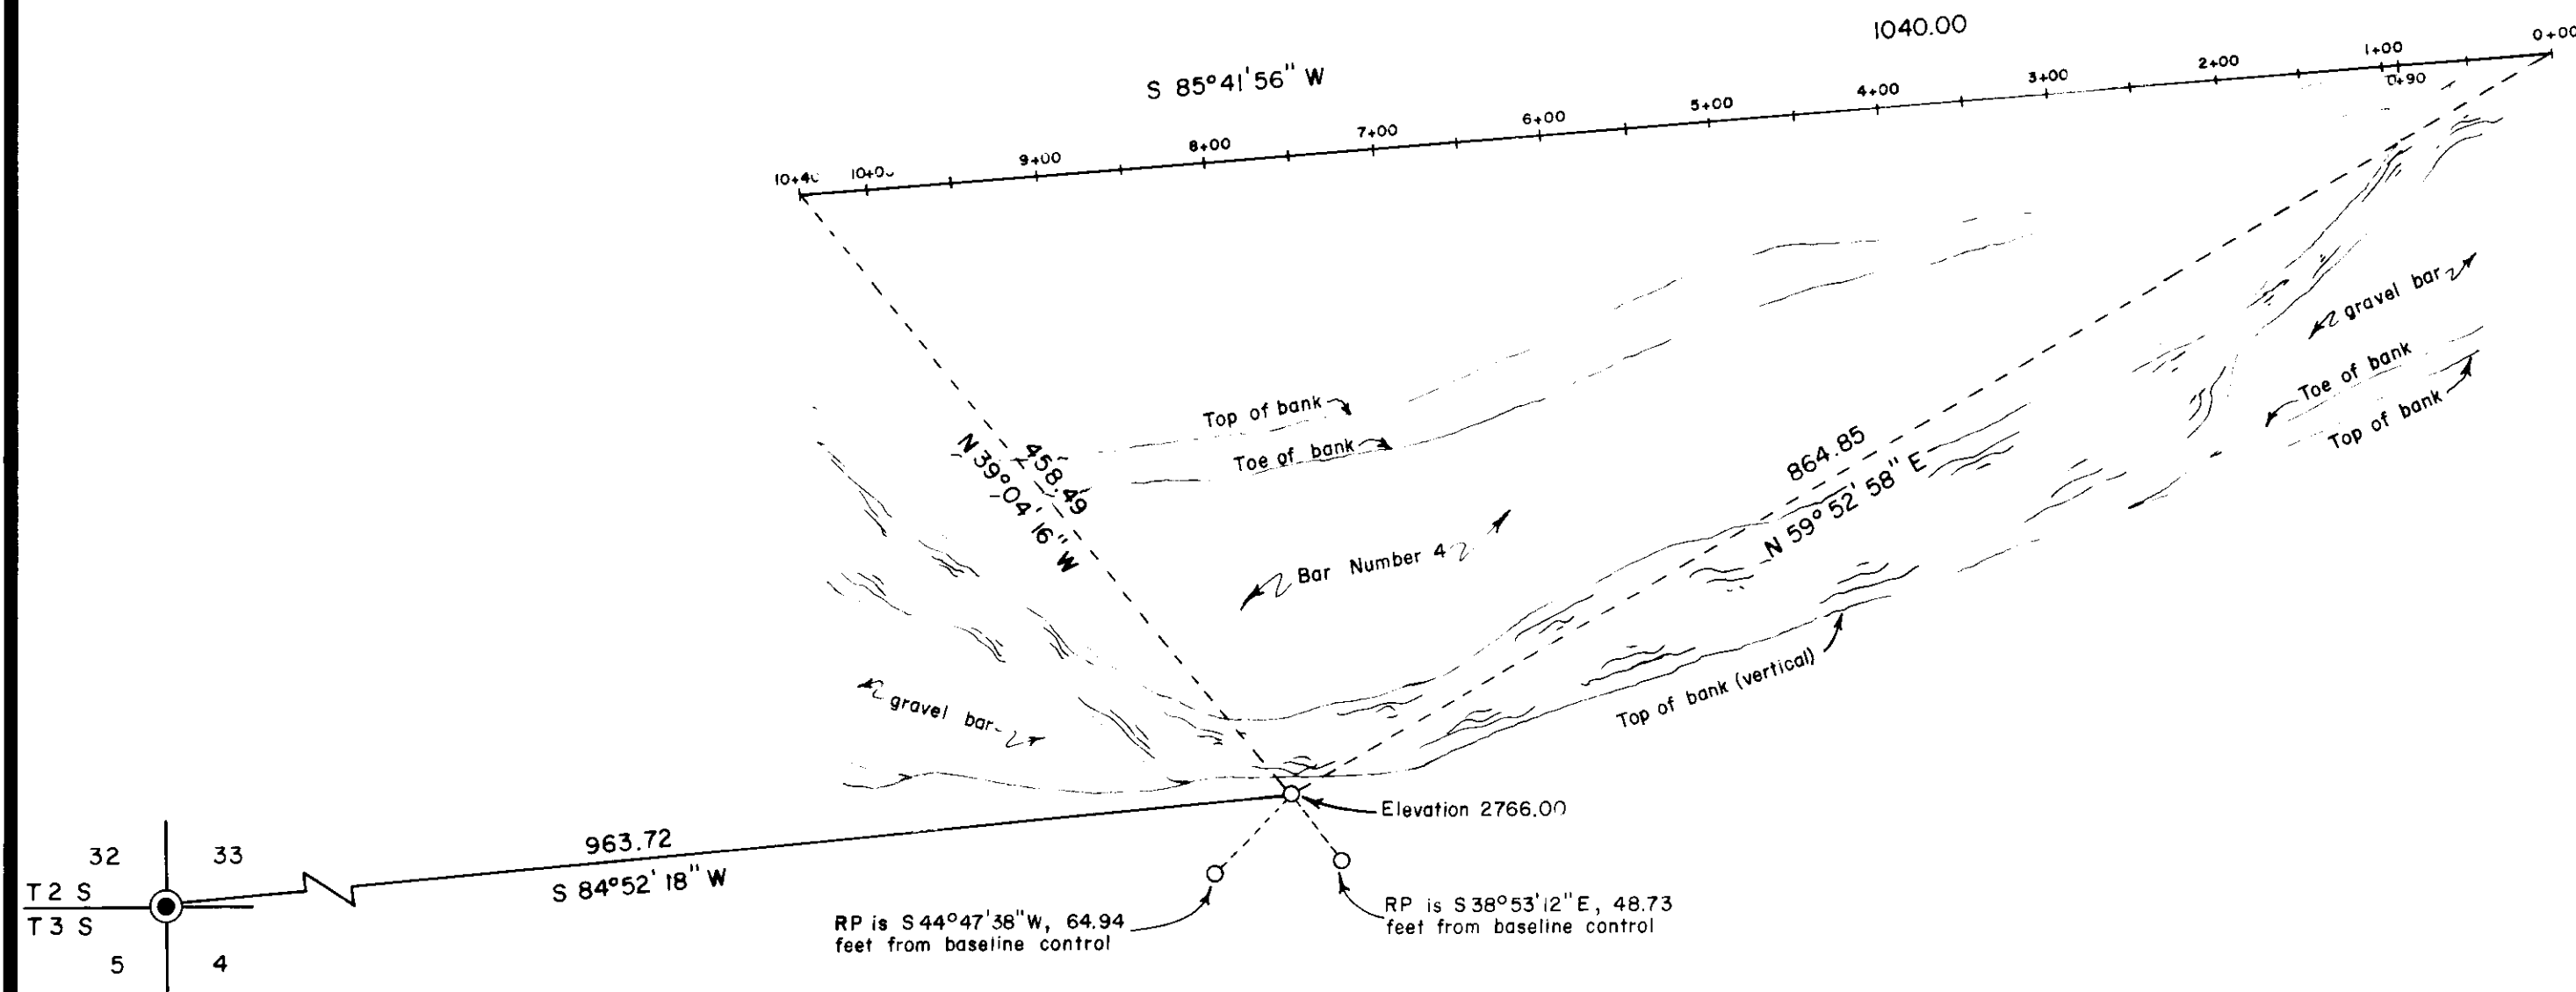 1040.00
S 85°41'56" W
0+00
1+00
0+90
2+00
3+00
4+00
5+00
6+00
7+00
8+00
9+00
10+00
10+40
gravel bar
Toe of bank
Top of bank
Top of bank
Toe of bank
458.49
N 39°04'16" W
864.85
N 59°52'58" E
Bar Number 4
Top of bank (vertical)
gravel bar
Elevation 2766.00
963.72
S 84°52'18" W
32 33
T2 S
T3 S
5 4
RP is S44°47'38"W, 64.94
feet from baseline control
RP is S38°53'12"E, 48.73
feet from baseline control